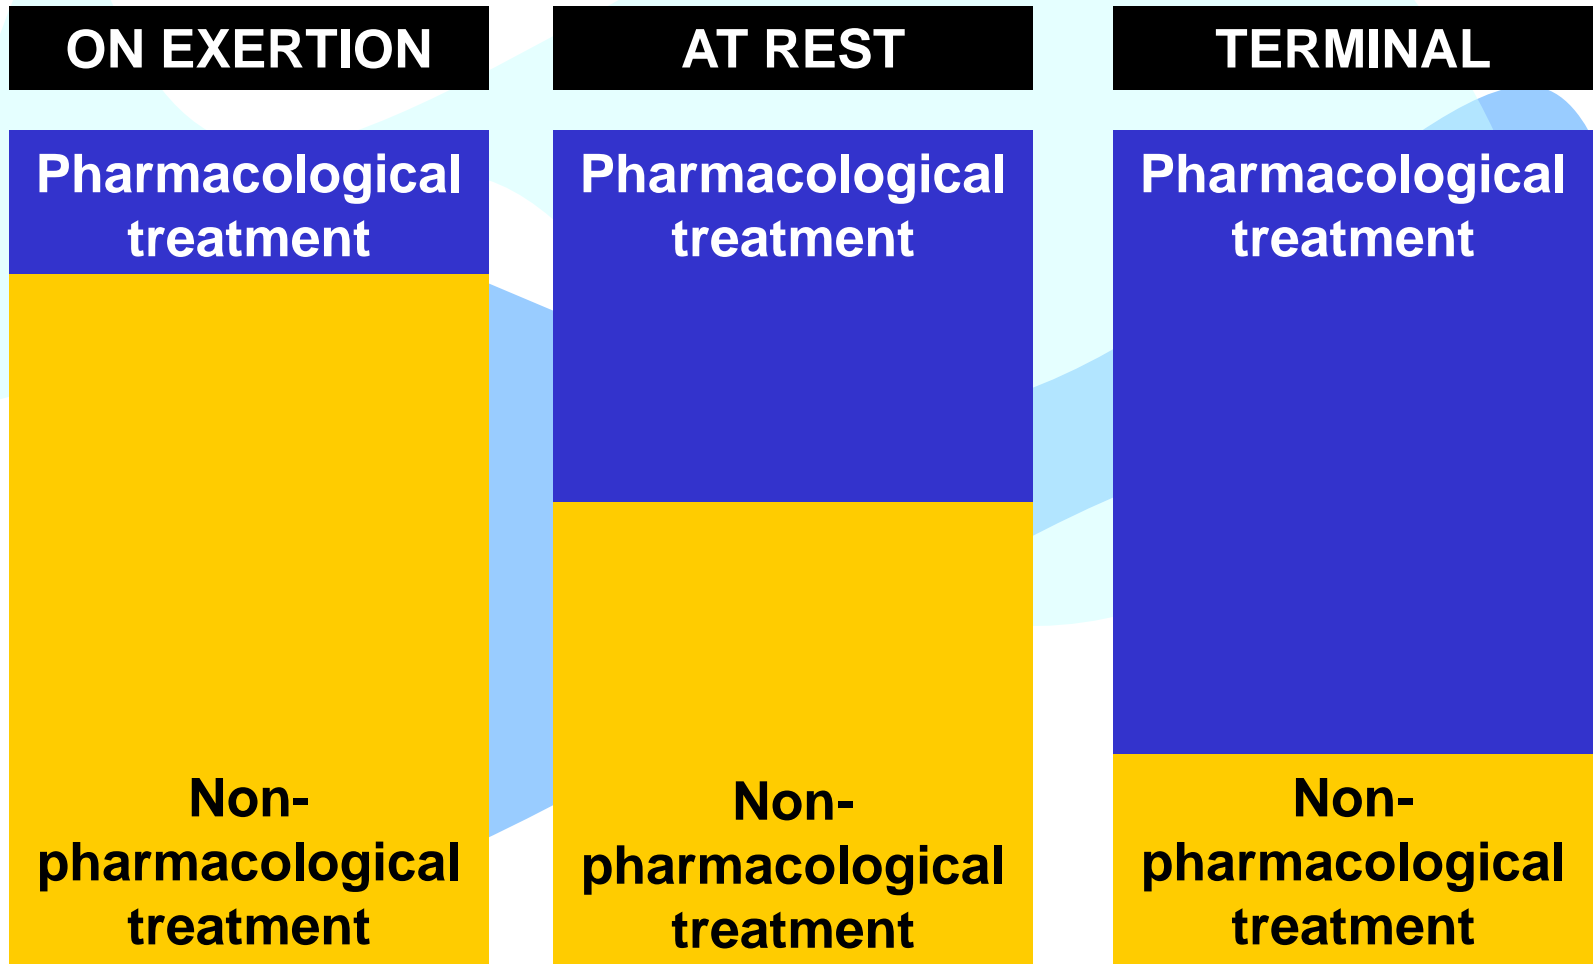 ON EXERTION
AT REST
TERMINAL
Pharmacological
treatment
Pharmacological
treatment
Pharmacological
treatment
Non-
pharmacological
treatment
Non-
pharmacological
treatment
Non-
pharmacological
treatment